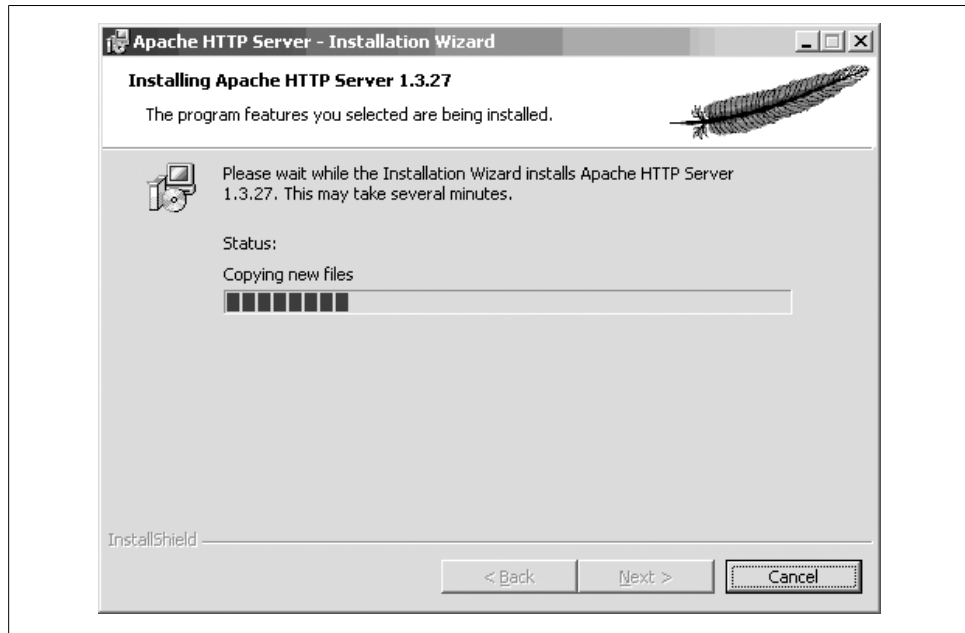 Apache HTTP Server - Installation Wizard
Installing Apache HTTP Server 1.3.27
The program features you selected are being installed.
Please wait while the Installation Wizard installs Apache HTTP Server
1.3.27. This may take several minutes.
Status:
Copying new files
InstallShield
< Back
Next >
Cancel